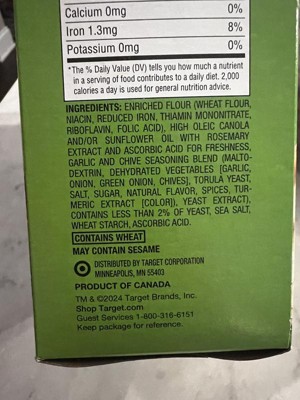 Calcium 0mg 0%
Iron 1.3mg 8%
Potassium 0mg 0%
*The % Daily Value (DV) tells you how much a nutrient
in a serving of food contributes to a daily diet. 2,000
calories a day is used for general nutrition advice.
INGREDIENTS: ENRICHED FLOUR (WHEAT FLOUR,
NIACIN, REDUCED IRON, THIAMIN MONONITRATE,
RIBOFLAVIN, FOLIC ACID), HIGH OLEIC CANOLA
AND/OR SUNFLOWER OIL WITH ROSEMARY
EXTRACT AND ASCORBIC ACID FOR FRESHNESS,
GARLIC AND CHIVE SEASONING BLEND (MALTO-
DEXTRIN, DEHYDRATED VEGETABLES [GARLIC,
ONION, GREEN ONION, CHIVES], TORULA YEAST,
SALT, SUGAR, NATURAL FLAVOR, SPICES, TUR-
MERIC EXTRACT [COLOR]), YEAST EXTRACT),
CONTAINS LESS THAN 2% OF YEAST, SEA SALT,
WHEAT STARCH, ASCORBIC ACID.
CONTAINS WHEAT
MAY CONTAIN SESAME
DISTRIBUTED BY TARGET CORPORATION
MINNEAPOLIS, MN 55403
PRODUCT OF CANADA
TM & ©2024 Target Brands, Inc.
Shop Target.com
Guest Services 1-800-316-6151
Keep package for reference.